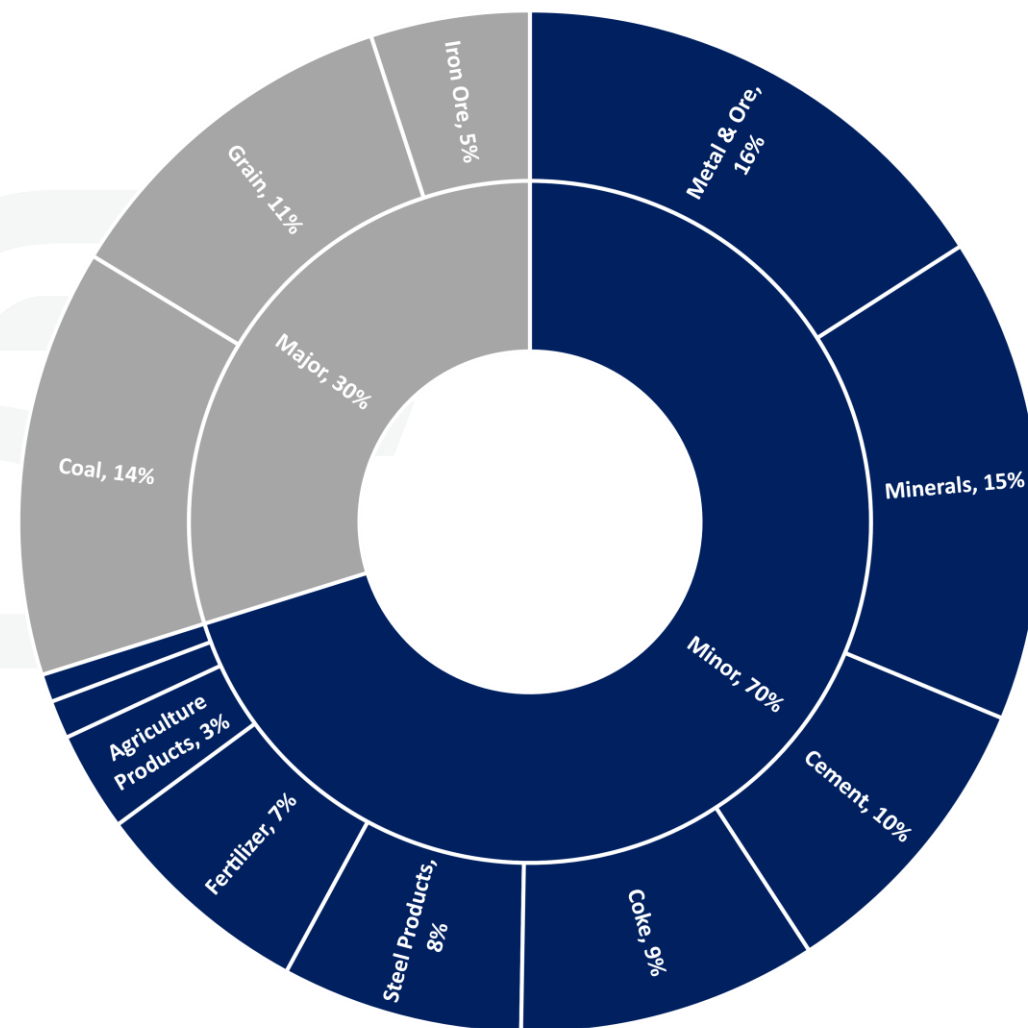 Iron Ore, 5%
Metal & Ore,
16%
Grain, 11%
Major, 30%
Coal, 14%
Minerals, 15%
Minor, 70%
Agriculture
Products, 3%
Cement, 10%
Fertilizer, 7%
Steel Products,
8%
Coke, 9%